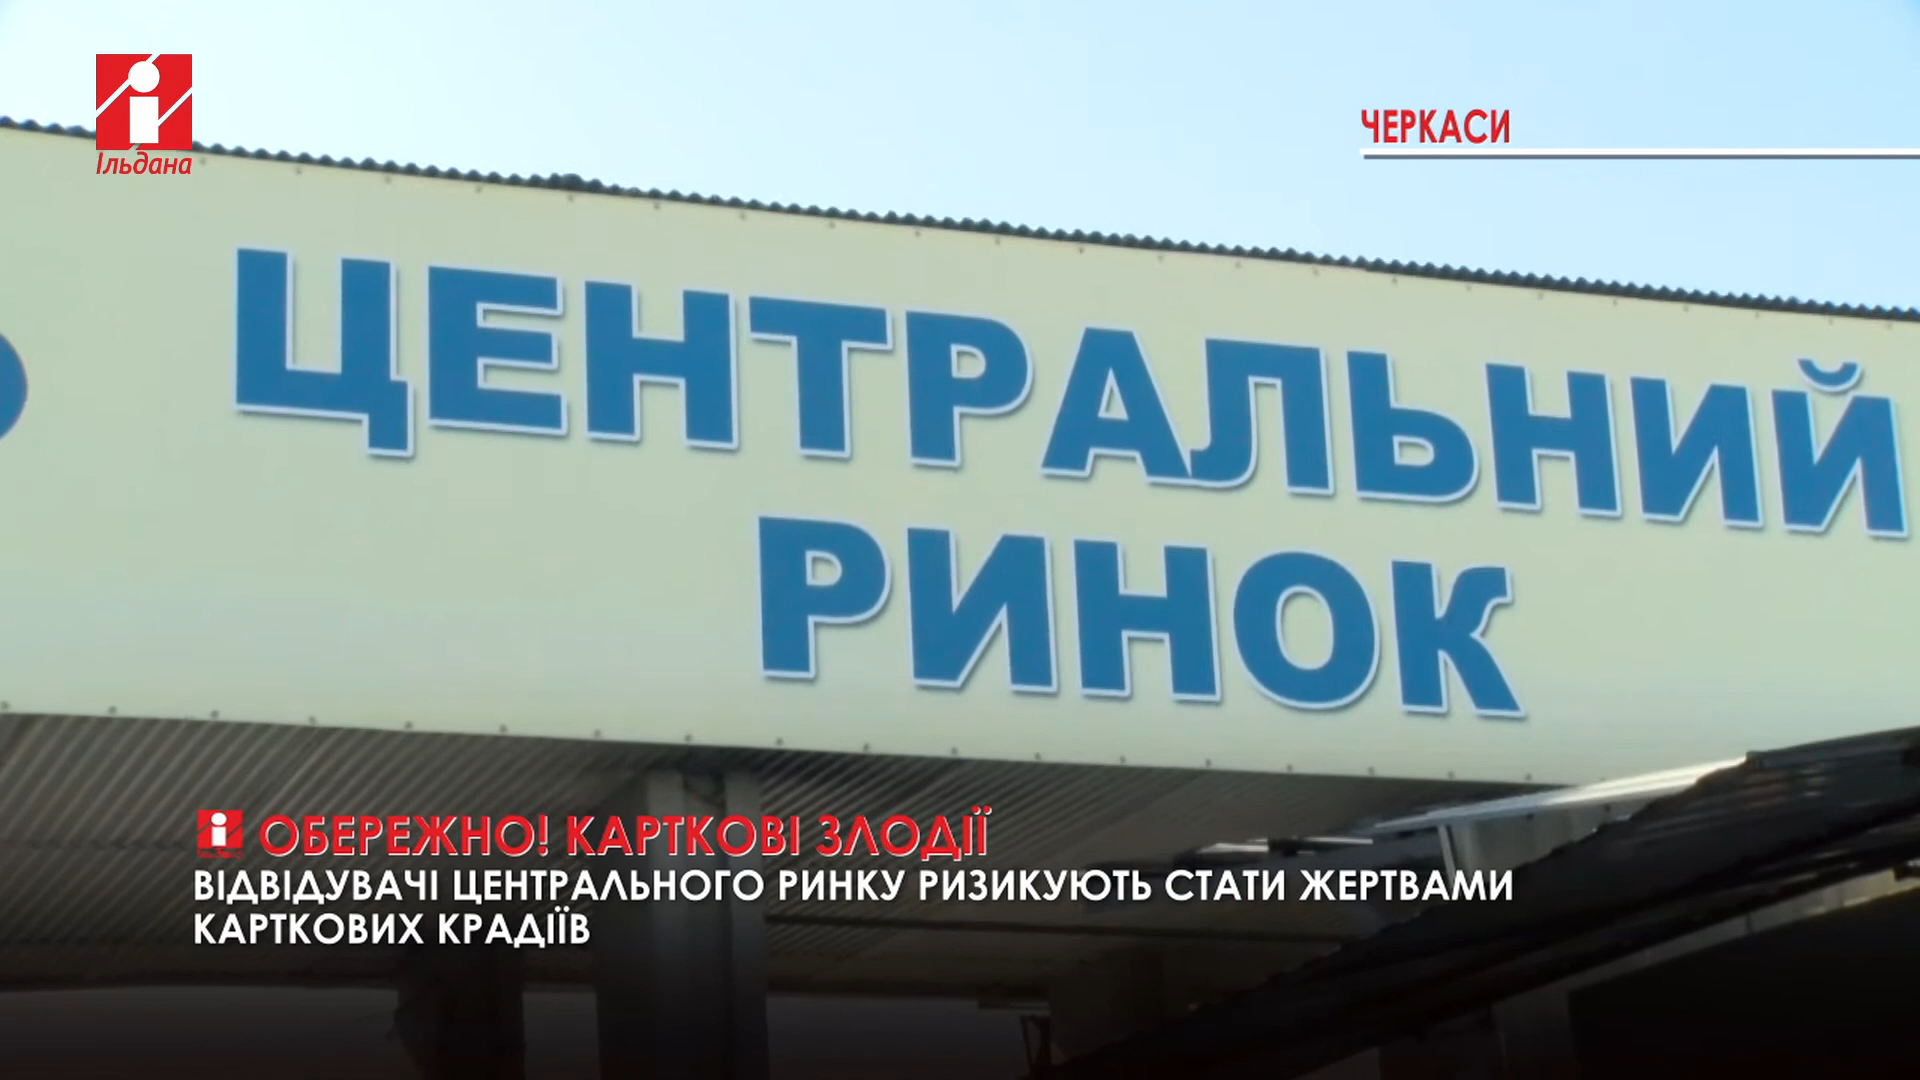 Ільдана
ЧЕРКАСИ
ЦЕНТРАЛЬНИЙ
РИНОК
ОБЕРЕЖНО! КАРТКОВІ ЗЛОДІЇ
ВІДВІДУВАЧІ ЦЕНТРАЛЬНОГО РИНКУ РИЗИКУЮТЬ СТАТИ ЖЕРТВАМИ
КАРТКОВИХ КРАДІЇВ